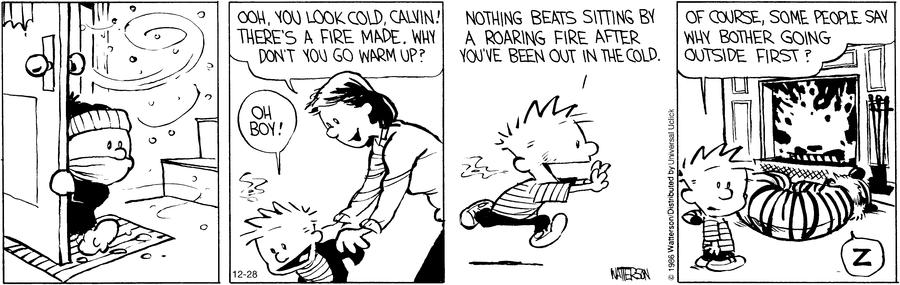 OOH, YOU LOOK COLD, CALVIN!
THERE'S A FIRE MADE. WHY
DON'T YOU GO WARM UP?
OH
BOY!
12-28
NOTHING BEATS SITTING BY
A ROARING FIRE AFTER
YOU'VE BEEN OUT IN THE COLD.
WATTERSON
© 1986 Watterson/Distributed by Universal Uclick
OF COURSE, SOME PEOPLE SAY
WHY BOTHER GOING
OUTSIDE FIRST?
Z